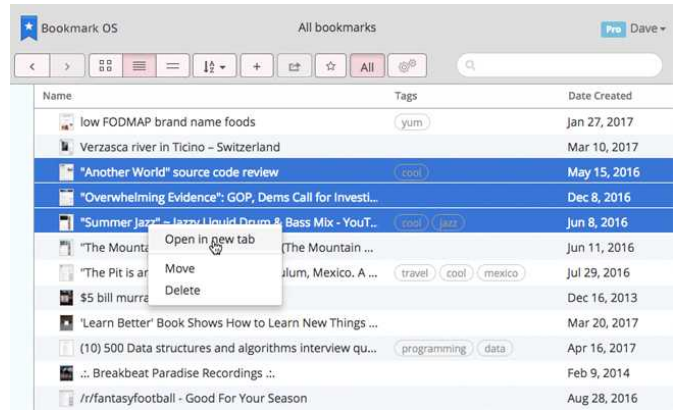 Bookmark OS All bookmarks Pro Dave
All
Name Tags Date Created
low FODMAP brand name foods yum Jan 27, 2017
Verzasca river in Ticino – Switzerland Mar 10, 2017
"Another World" source code review cool May 15, 2016
"Overwhelming Evidence": GOP, Dems Call for Investi... Dec 8, 2016
"Summer Jazz" ~ Jazzy Liquid Drum & Bass Mix - YouT.. cool jazz Jun 8, 2016
Open in new tab
"The Mounta (The Mountain ... Jun 11, 2016
Move
"The Pit is ar ulum, Mexico. A ... travel cool mexico Jul 29, 2016
Delete
$5 bill murra Dec 16, 2013
'Learn Better' Book Shows How to Learn New Things ... Mar 20, 2017
(10) 500 Data structures and algorithms interview qu... programming data Apr 16, 2017
.:. Breakbeat Paradise Recordings .:. Feb 9, 2014
/r/fantasyfootball - Good For Your Season Aug 28, 2016